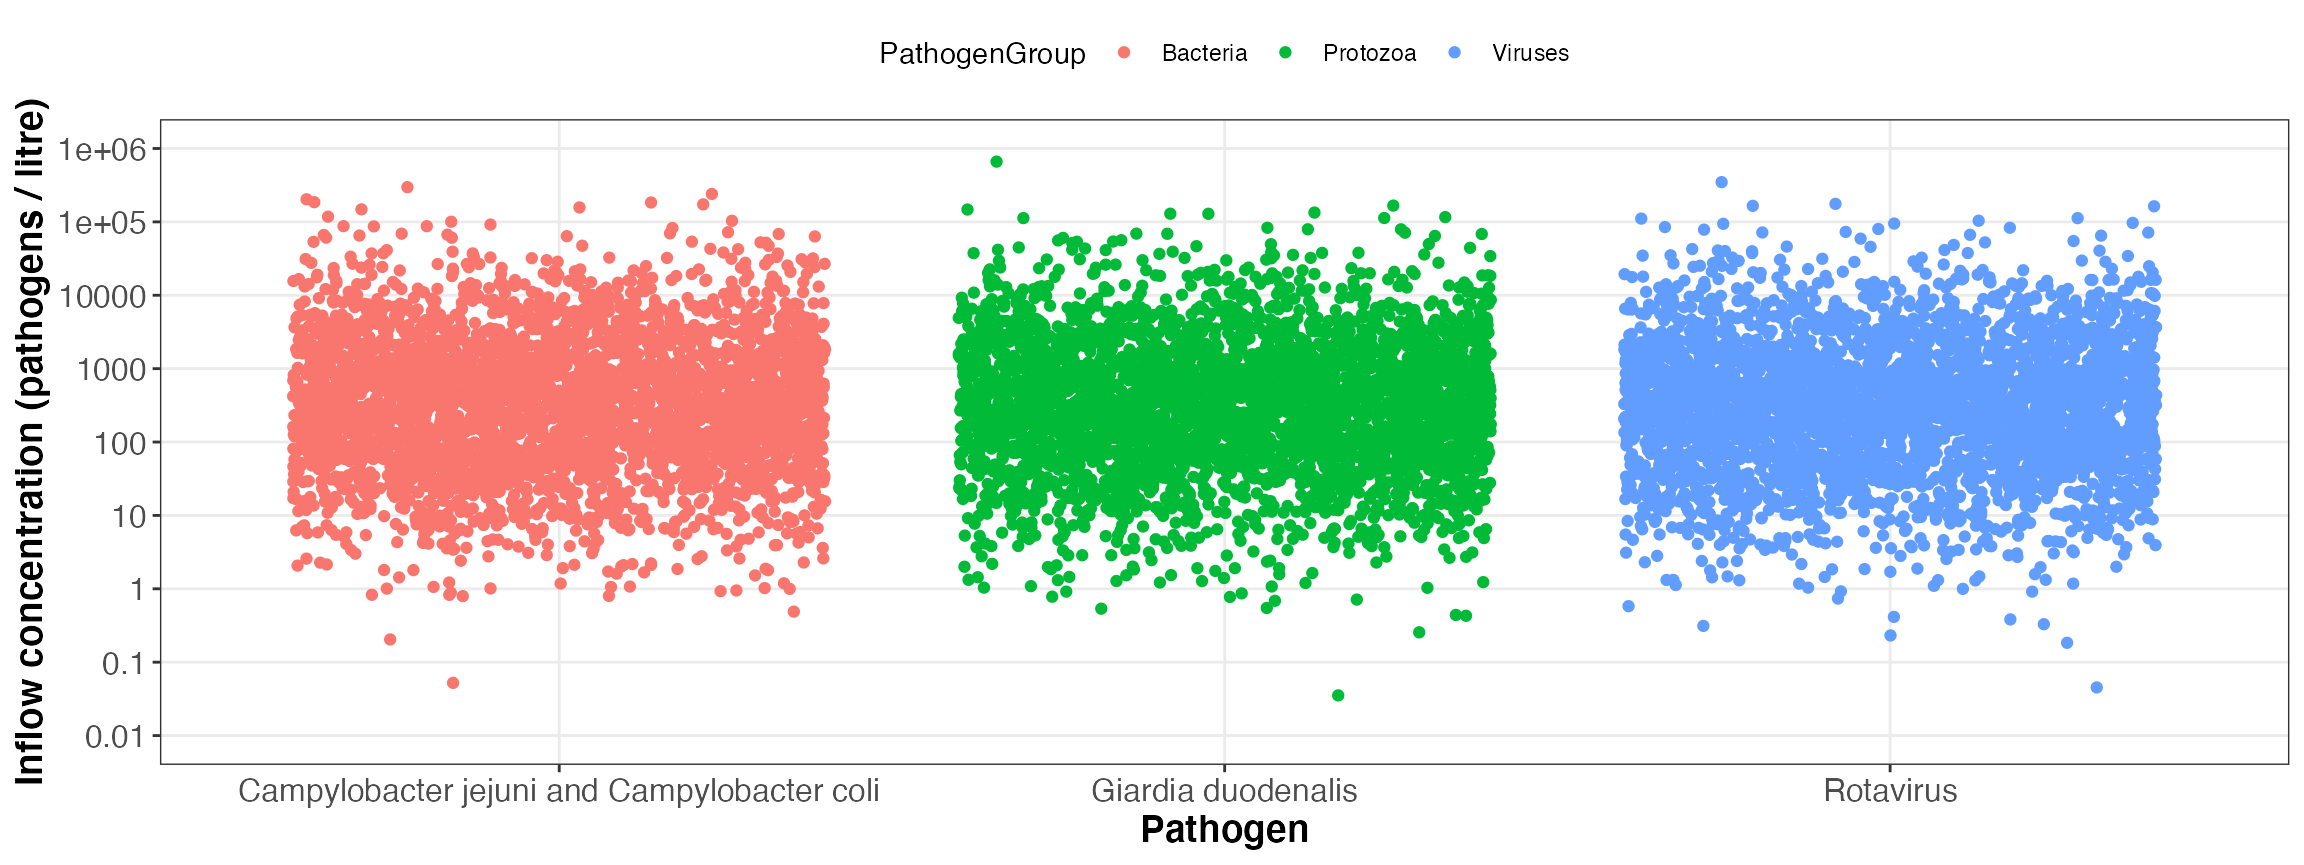 PathogenGroup Bacteria Protozoa Viruses
Inflow concentration (pathogens / litre)
1e+06
1e+05
10000
1000
100
10
1
0.1
0.01
Campylobacter jejuni and Campylobacter coli Giardia duodenalis Rotavirus
Pathogen